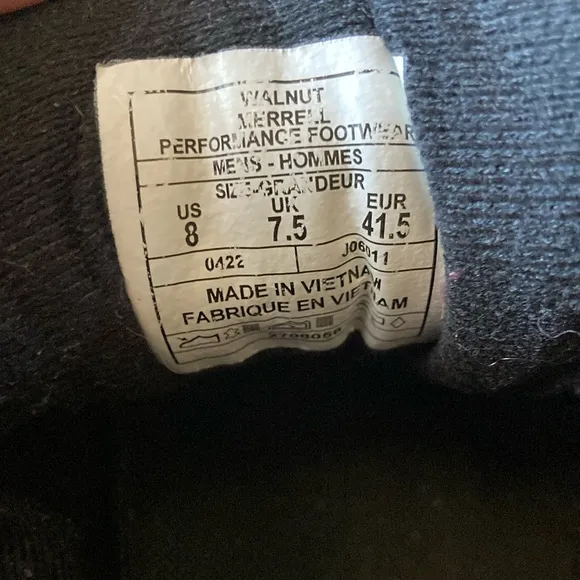 WALNUT
MERRELL
PERFORMANCE FOOTWEAR
MENS - HOMMES
SIZE-GRANDEUR
US UK EUR
8 7.5 41.5
0422 J06011
MADE IN VIETNAM
FABRIQUE EN VIETNAM